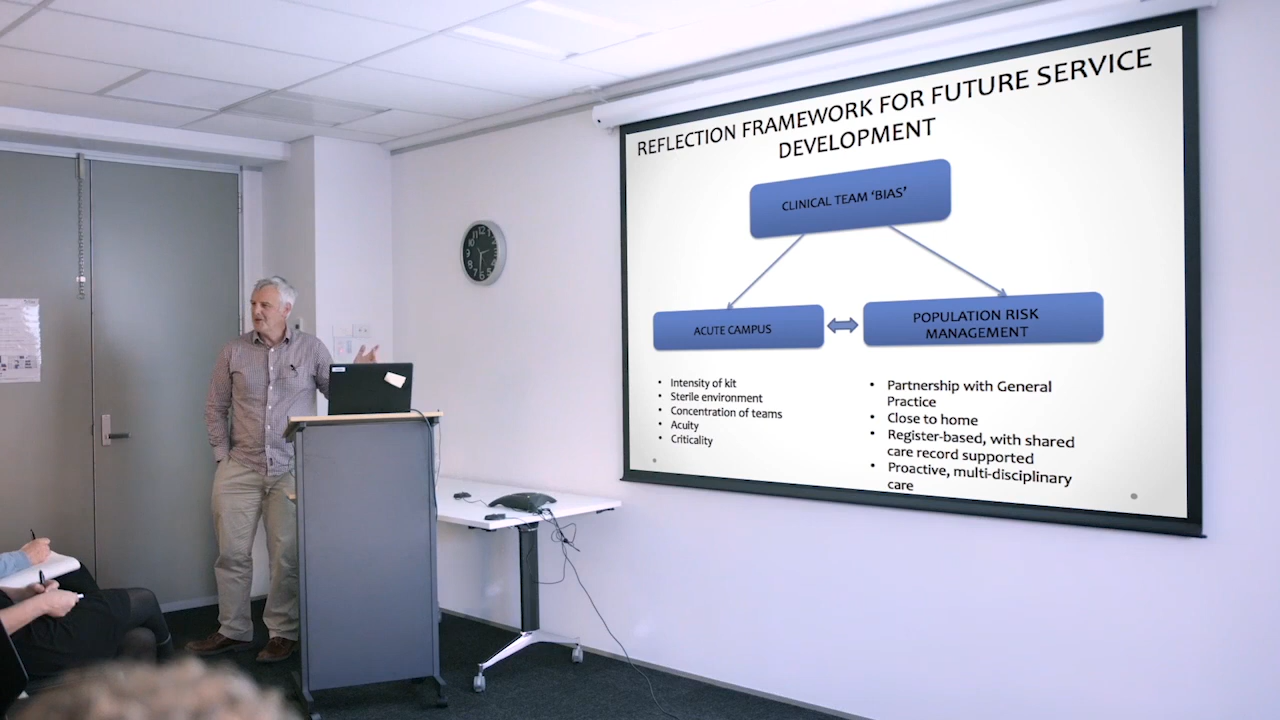 REFLECTION FRAMEWORK FOR FUTURE SERVICE
DEVELOPMENT
CLINICAL TEAM ‘BIAS’
ACUTE CAMPUS
POPULATION RISK
MANAGEMENT
• Intensity of kit
• Sterile environment
• Concentration of teams
• Acuity
• Criticality
• Partnership with General
Practice
• Close to home
• Register-based, with shared
care record supported
• Proactive, multi-disciplinary
care